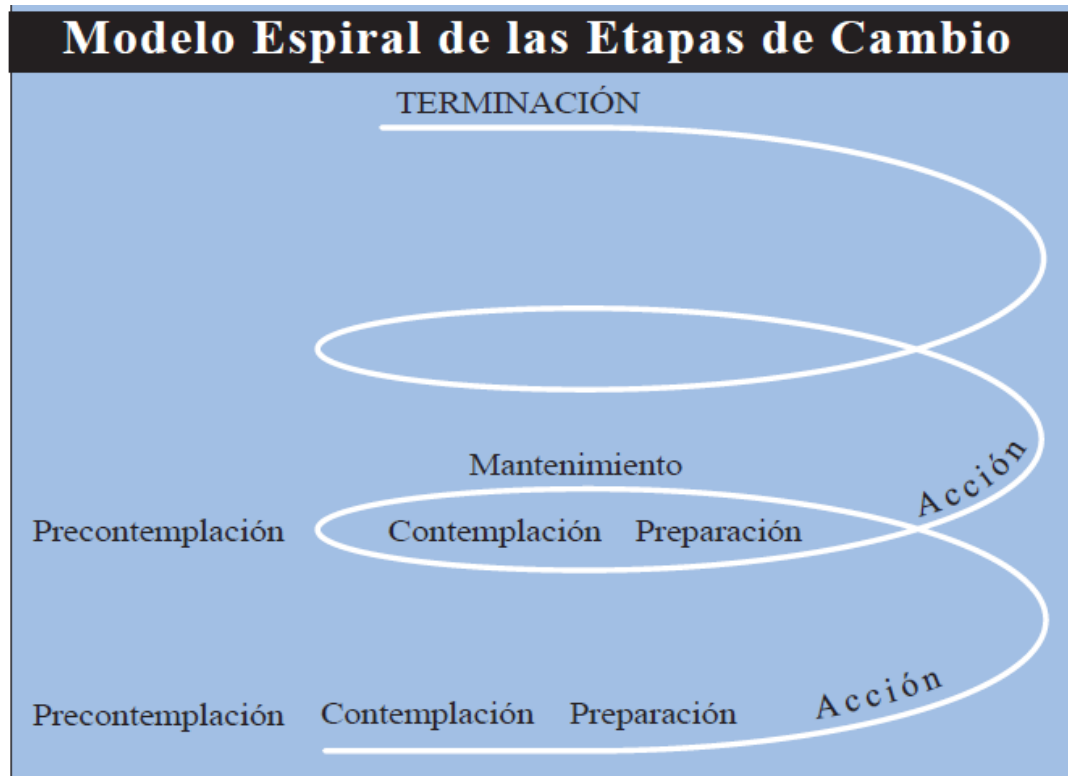 Modelo Espiral de las Etapas de Cambio
TERMINACIÓN
Mantenimiento
Acción
Precontemplación Contemplación Preparación
Acción
Precontemplación Contemplación Preparación